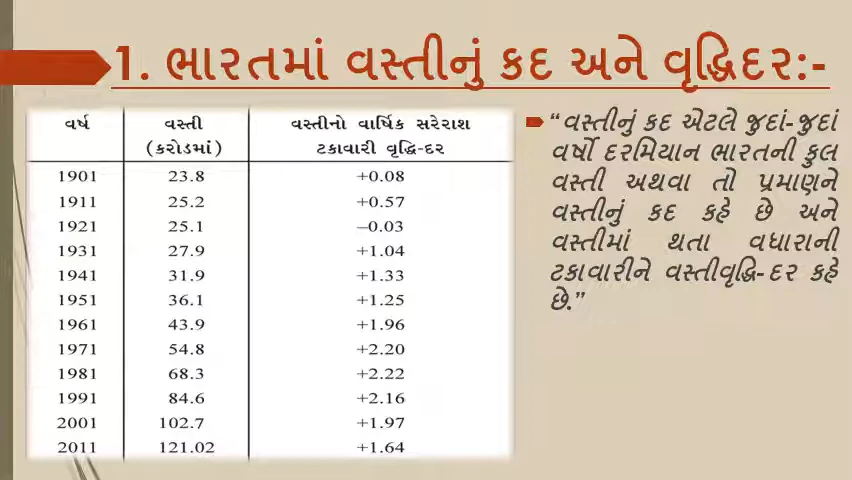 1. ભારતમાં વસ્તીનું કદ અને વૃદ્ધિદર:-
વર્ષ વસ્તી વસ્તીનો વાર્ષિક સરેરાશ
(કરોડમાં) ટકાવારી વૃદ્ધિ-દર
1901 23.8 +0.08
1911 25.2 +0.57
1921 25.1 –0.03
1931 27.9 +1.04
1941 31.9 +1.33
1951 36.1 +1.25
1961 43.9 +1.96
1971 54.8 +2.20
1981 68.3 +2.22
1991 84.6 +2.16
2001 102.7 +1.97
2011 121.02 +1.64
“વસ્તીનું કદ એટલે જુદાં-જુદાં
વર્ષો દરમિયાન ભારતની કુલ
વસ્તી અથવા તો પ્રમાણને
વસ્તીનું કદ કહે છે અને
વસ્તીમાં થતા વધારાની
ટકાવારીને વસ્તીવૃદ્ધિ-દર કહે
છે.”